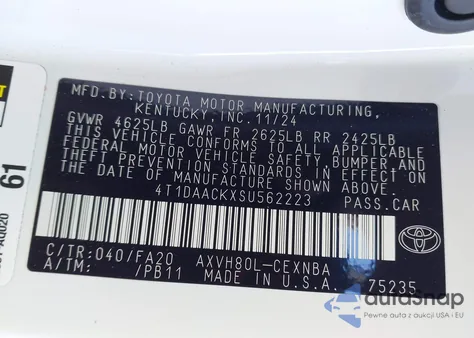 MFD.BY:TOYOTA MOTOR MANUFACTURING,
KENTUCKY,INC.11/24
GVWR 4625LB GAWR FR 2625LB RR 2425LB
THIS VEHICLE CONFORMS TO ALL APPLICABLE
FEDERAL MOTOR VEHICLE SAFETY,BUMPER,AND
THEFT PREVENTION STANDARDS IN EFFECT ON
THE DATE OF MANUFACTURE SHOWN ABOVE.
4T1DAACKXSU562223 PASS.CAR
C/TR:040/FA20 AXVH80L-CEXNBA
A/TM: /PB11 MADE IN U.S.A. 75235
TOYOTA
61
autoSnap
Pewne auta z aukcji USA i EU